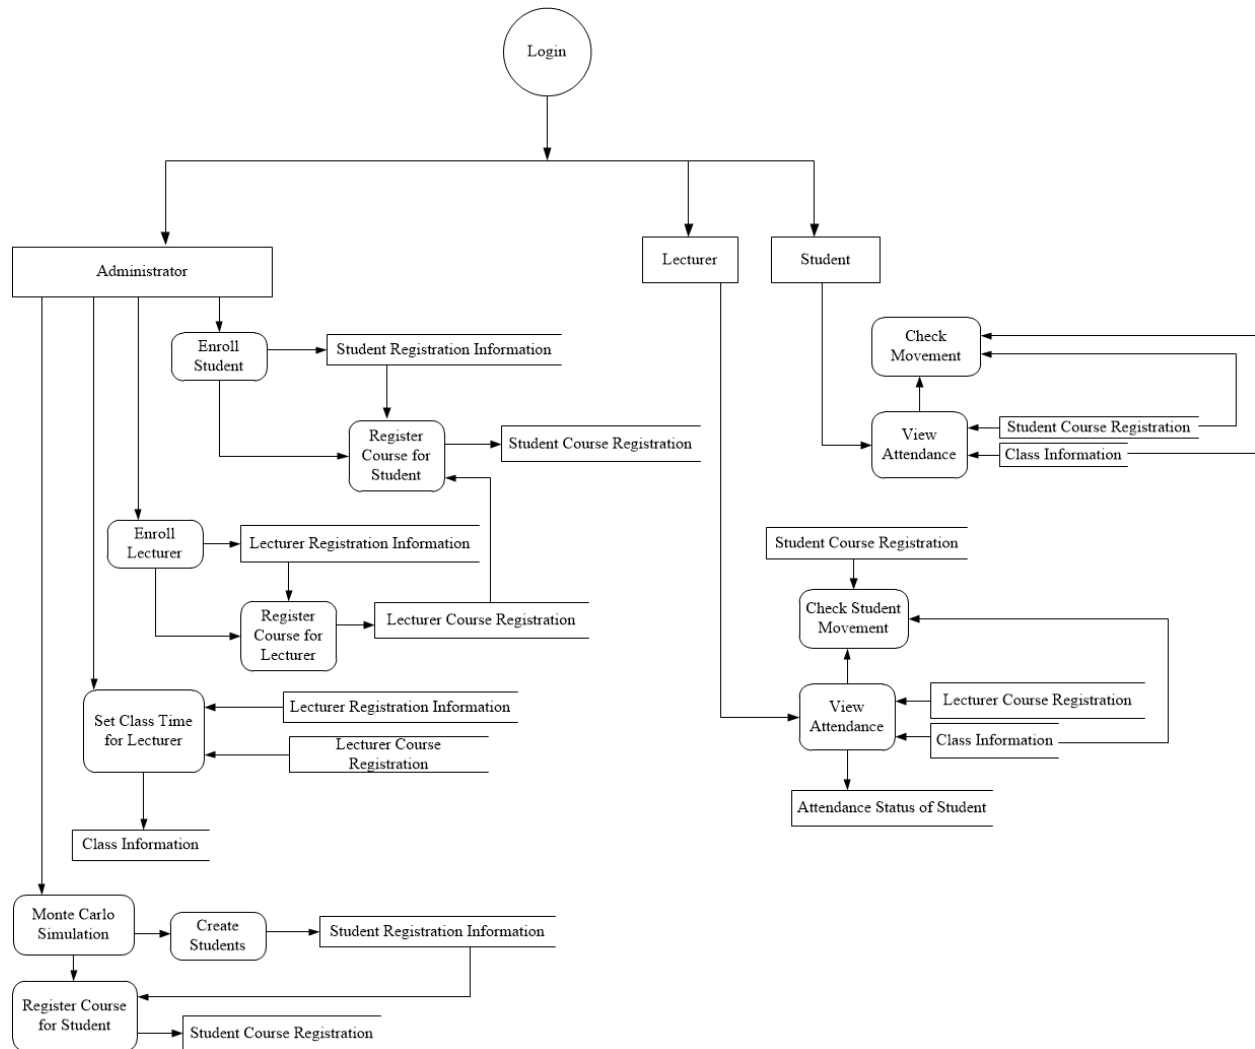 Login
Administrator
Lecturer
Student
Enroll
Student
Student Registration Information
Register
Course for
Student
Student Course Registration
Enroll
Lecturer
Lecturer Registration Information
Register
Course for
Lecturer
Lecturer Course Registration
Set Class Time
for Lecturer
Lecturer Registration Information
Lecturer Course
Registration
Class Information
Monte Carlo
Simulation
Create
Students
Student Registration Information
Register Course
for Student
Student Course Registration
Check
Movement
View
Attendance
Student Course Registration
Class Information
Student Course Registration
Check Student
Movement
View
Attendance
Lecturer Course Registration
Class Information
Attendance Status of Student